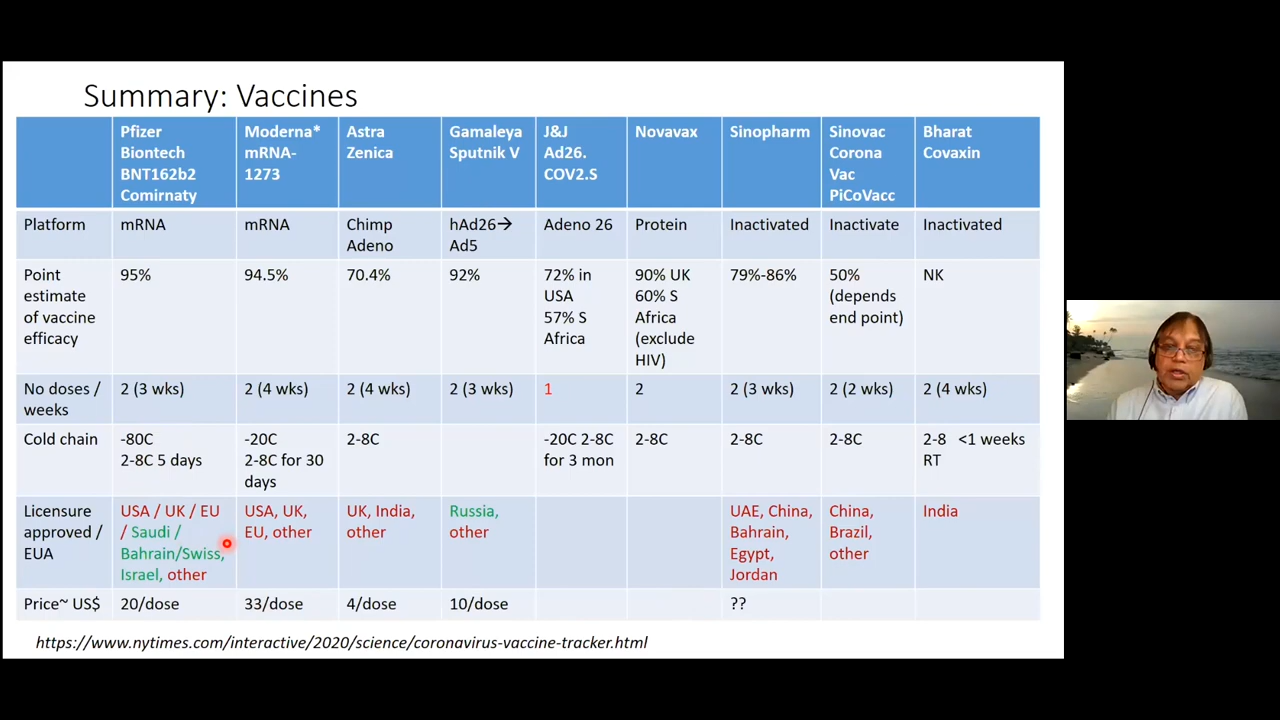 Summary: Vaccines
Pfizer
Biontech
BNT162b2
Comirnaty
Moderna*
mRNA-
1273
Astra
Zenica
Gamaleya
Sputnik V
J&J
Ad26.
COV2.S
Novavax
Sinopharm
Sinovac
Corona
Vac
PiCoVacc
Bharat
Covaxin
Platform
mRNA
mRNA
Chimp
Adeno
hAd26→
Ad5
Adeno 26
Protein
Inactivated
Inactivate
Inactivated
Point
estimate
of vaccine
efficacy
95%
94.5%
70.4%
92%
72% in
USA
57% S
Africa
90% UK
60% S
Africa
(exclude
HIV)
79%-86%
50%
(depends
end point)
NK
No doses /
weeks
2 (3 wks)
2 (4 wks)
2 (4 wks)
2 (3 wks)
1
2
2 (3 wks)
2 (2 wks)
2 (4 wks)
Cold chain
-80C
2-8C 5 days
-20C
2-8C for 30
days
2-8C
-20C 2-8C
for 3 mon
2-8C
2-8C
2-8C
2-8 <1 weeks
RT
Licensure
approved /
EUA
USA / UK / EU
/ Saudi /
Bahrain/Swiss,
Israel, other
USA, UK,
EU, other
UK, India,
other
Russia,
other
UAE, China,
Bahrain,
Egypt,
Jordan
China,
Brazil,
other
India
Price~ US$
20/dose
33/dose
4/dose
10/dose
??
https://www.nytimes.com/interactive/2020/science/coronavirus-vaccine-tracker.html